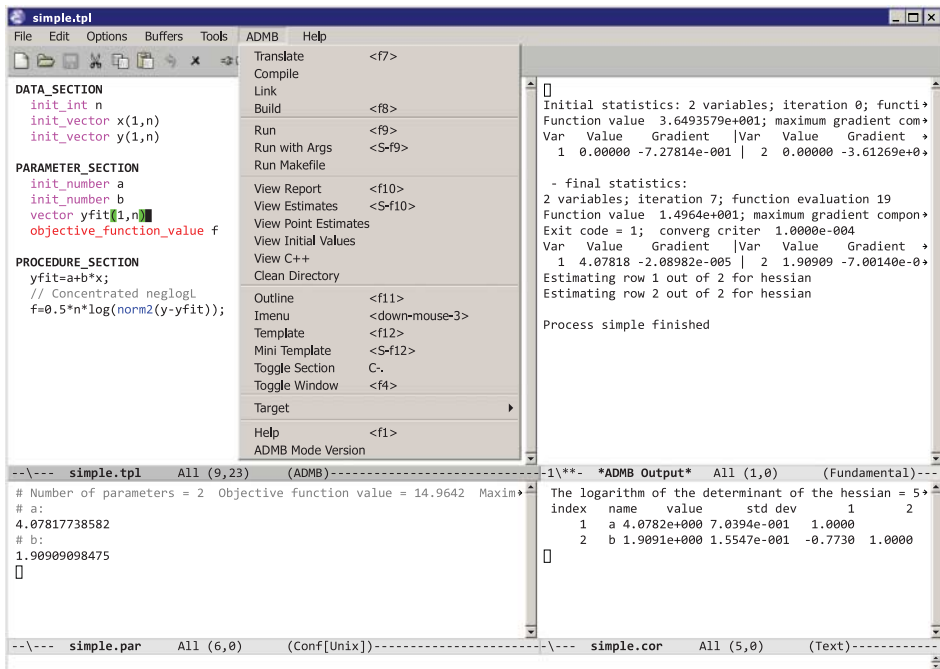 simple.tpl
File Edit Options Buffers Tools ADMB Help
DATA_SECTION
init_int n
init_vector x(1,n)
init_vector y(1,n)
PARAMETER_SECTION
init_number a
init_number b
vector yfit(1,n)
objective_function_value f
PROCEDURE_SECTION
yfit=a+b*x;
// Concentrated neglogL
f=0.5*n*log(norm2(y-yfit));
Translate <f7>
Compile
Link
Build <f8>
Run <f9>
Run with Args <S-f9>
Run Makefile
View Report <f10>
View Estimates <S-f10>
View Point Estimates
View Initial Values
View C++
Clean Directory
Outline <f11>
Imenu <down-mouse-3>
Template <f12>
Mini Template <S-f12>
Toggle Section C-.
Toggle Window <f4>
Target
Help <f1>
ADMB Mode Version
Initial statistics: 2 variables; iteration 0; functi
Function value 3.6493579e+001; maximum gradient com
Var Value Gradient |Var Value Gradient
1 0.00000 -7.27814e-001 | 2 0.00000 -3.61269e+0
- final statistics:
2 variables; iteration 7; function evaluation 19
Function value 1.4964e+001; maximum gradient compon
Exit code = 1; converg criter 1.0000e-004
Var Value Gradient |Var Value Gradient
1 4.07818 -2.08982e-005 | 2 1.90909 -7.00140e-0
Estimating row 1 out of 2 for hessian
Estimating row 2 out of 2 for hessian
Process simple finished
--\--- simple.tpl All (9,23) (ADMB)-----------------------
-1\**- *ADMB Output* All (1,0) (Fundamental)---
# Number of parameters = 2 Objective function value = 14.9642 Maxim
# a:
4.07817738582
# b:
1.90909098475
The logarithm of the determinant of the hessian = 5
index name value std dev 1 2
1 a 4.0782e+000 7.0394e-001 1.0000
2 b 1.9091e+000 1.5547e-001 -0.7730 1.0000
--\--- simple.par All (6,0) (Conf[Unix])------------------
--\--- simple.cor All (5,0) (Text)-----------